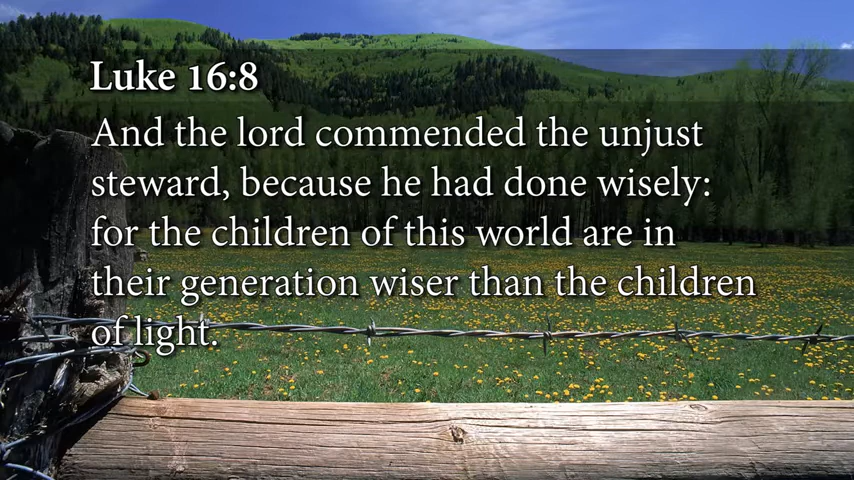 Luke 16:8
And the lord commended the unjust
steward, because he had done wisely:
for the children of this world are in
their generation wiser than the children
of light.